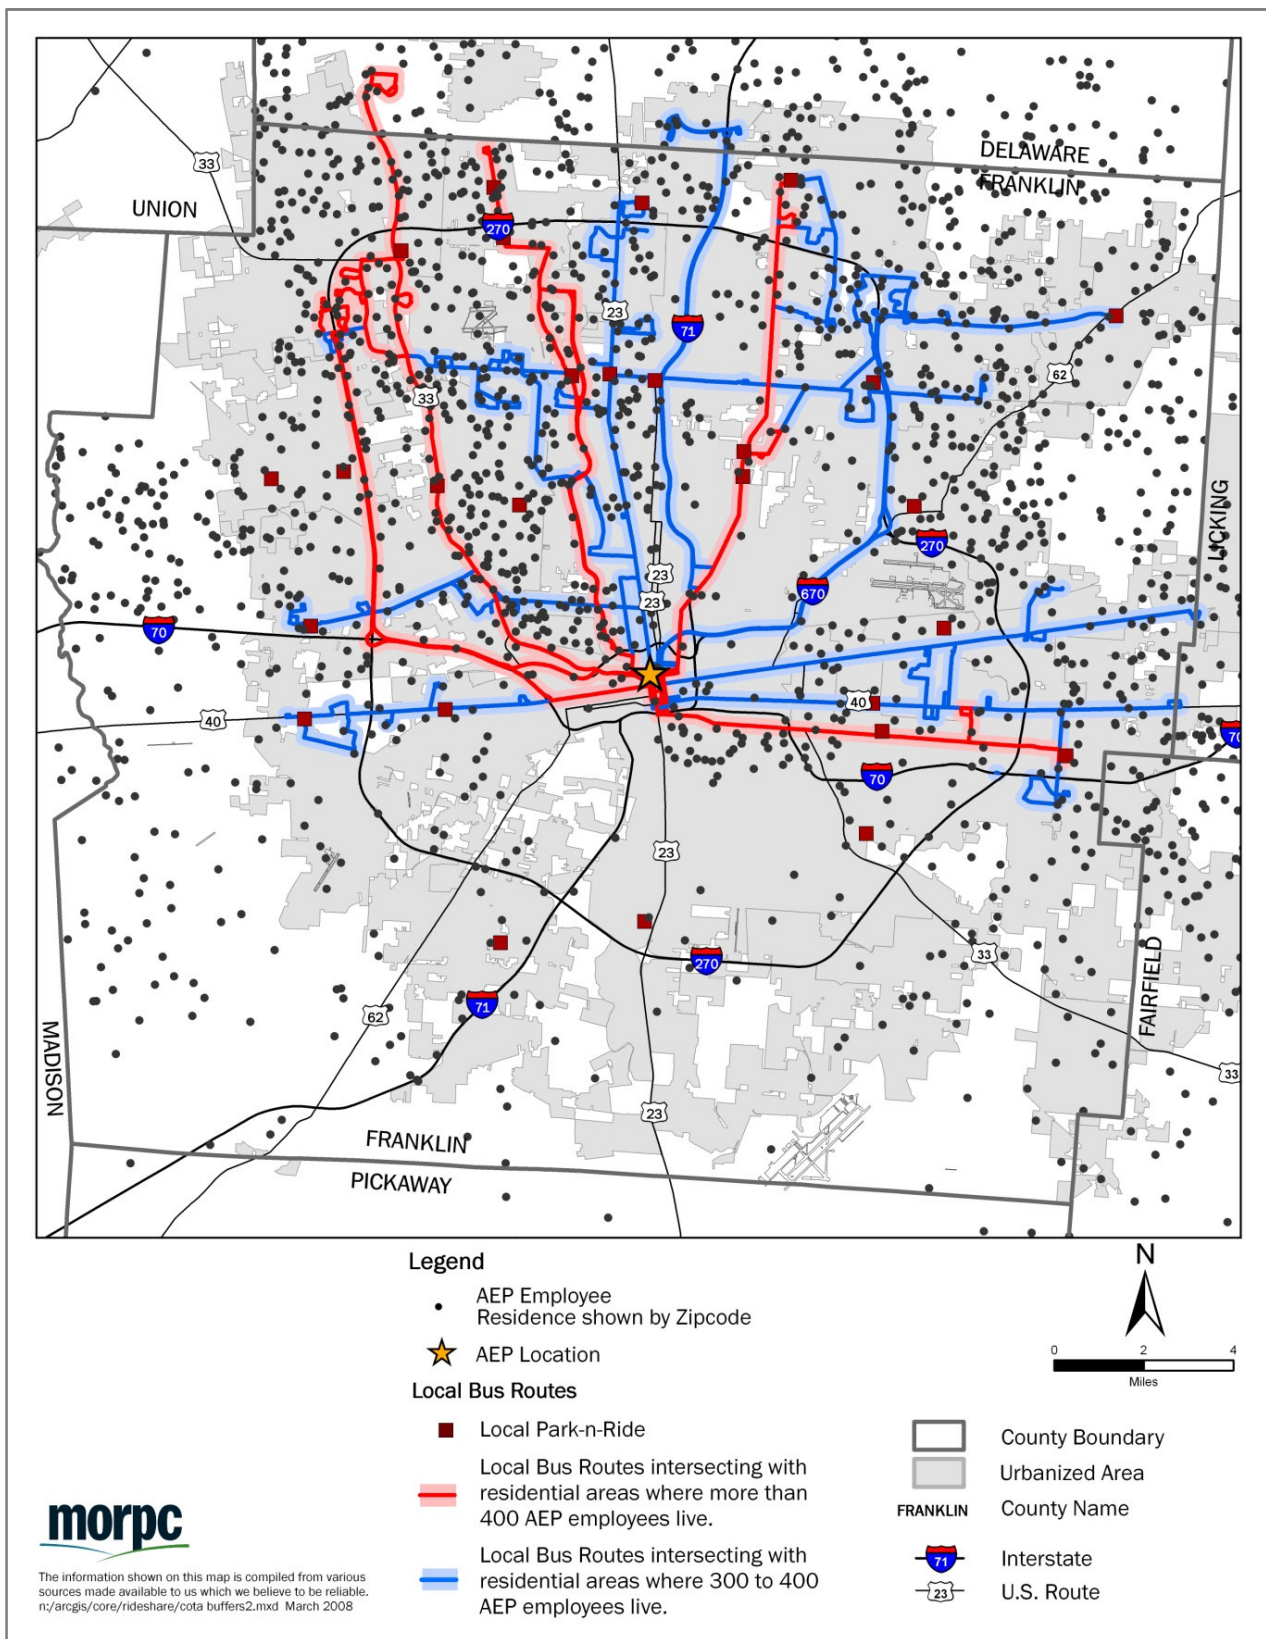 DELAWARE
FRANKLIN
33
UNION
270
23
71
62
33
LICKING
270
23
670
23
70
40
40
70
70
23
33
270
FAIRFIELD
71
62
MADISON
33
23
FRANKLIN
PICKAWAY
Legend
AEP Employee
Residence shown by Zipcode
AEP Location
Local Bus Routes
Local Park-n-Ride
Local Bus Routes intersecting with
residential areas where more than
400 AEP employees live.
Local Bus Routes intersecting with
residential areas where 300 to 400
AEP employees live.
N
0 2 4
Miles
County Boundary
Urbanized Area
FRANKLIN County Name
71 Interstate
23 U.S. Route
morpc
The information shown on this map is compiled from various
sources made available to us which we believe to be reliable.
n:/arcgis/core/rideshare/cota buffers2.mxd March 2008